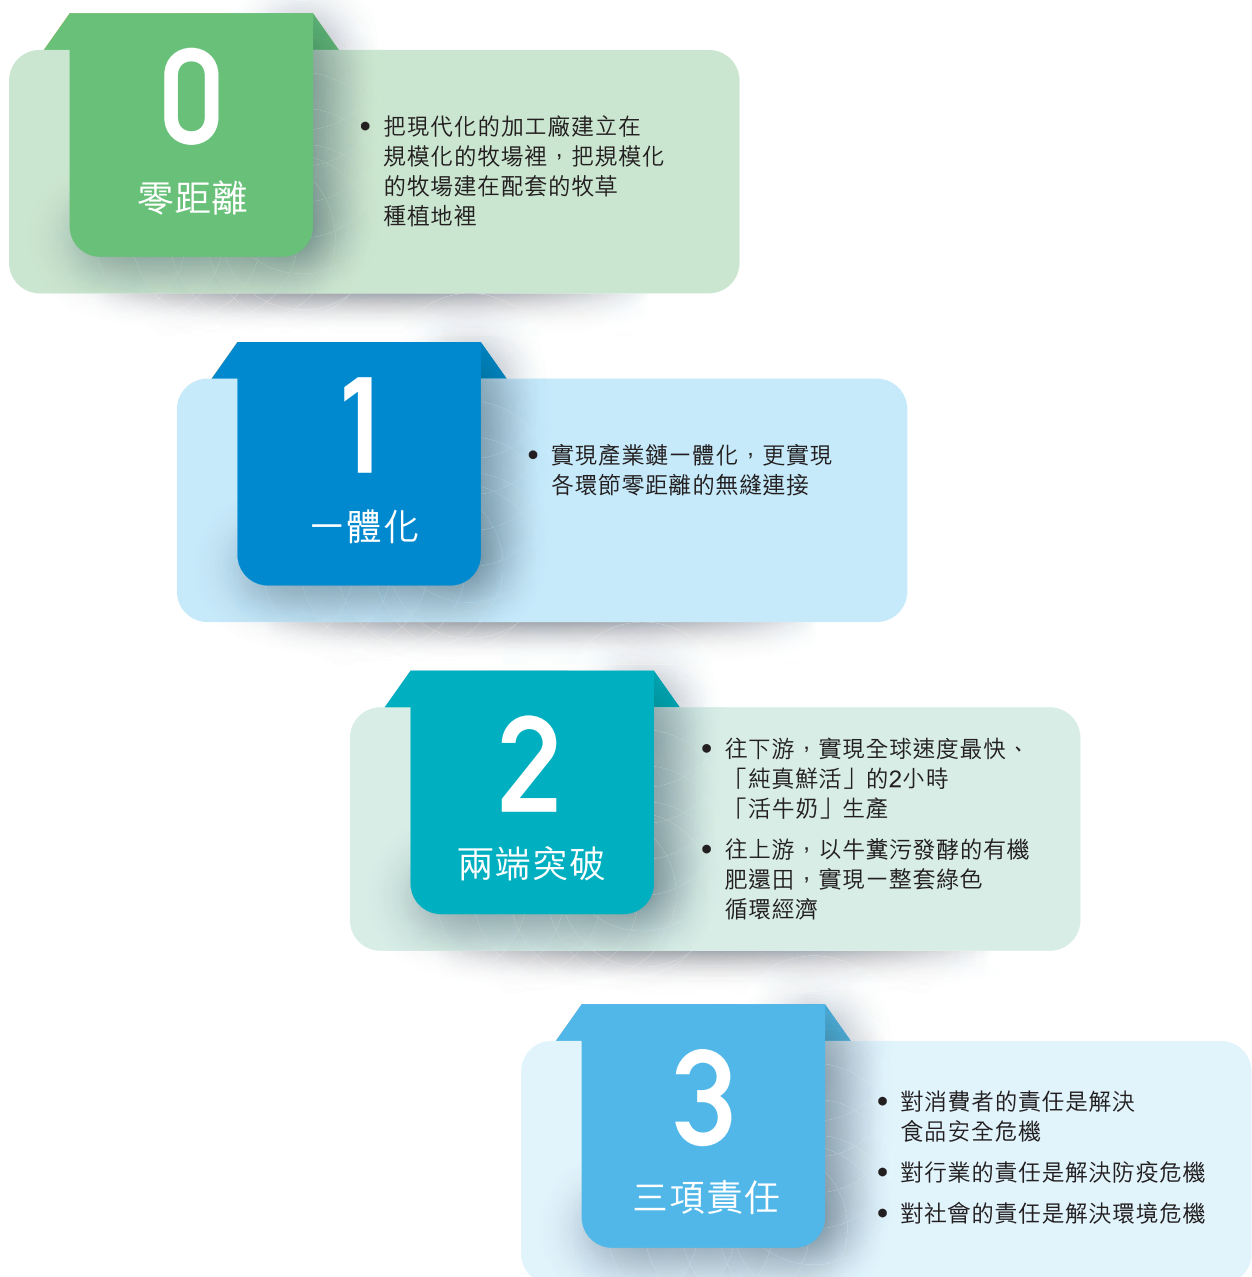 0
零距離
• 把現代化的加工廠建立在
規模化的牧場裡，把規模化
的牧場建在配套的牧草
種植地裡
1
一體化
• 實現產業鏈一體化，更實現
各環節零距離的無縫連接
2
兩端突破
• 往下游，實現全球速度最快、
「純真鮮活」的2小時
「活牛奶」生產
• 往上游，以牛糞污發酵的有機
肥還田，實現一整套綠色
循環經濟
3
三項責任
• 對消費者的責任是解決
食品安全危機
• 對行業的責任是解決防疫危機
• 對社會的責任是解決環境危機